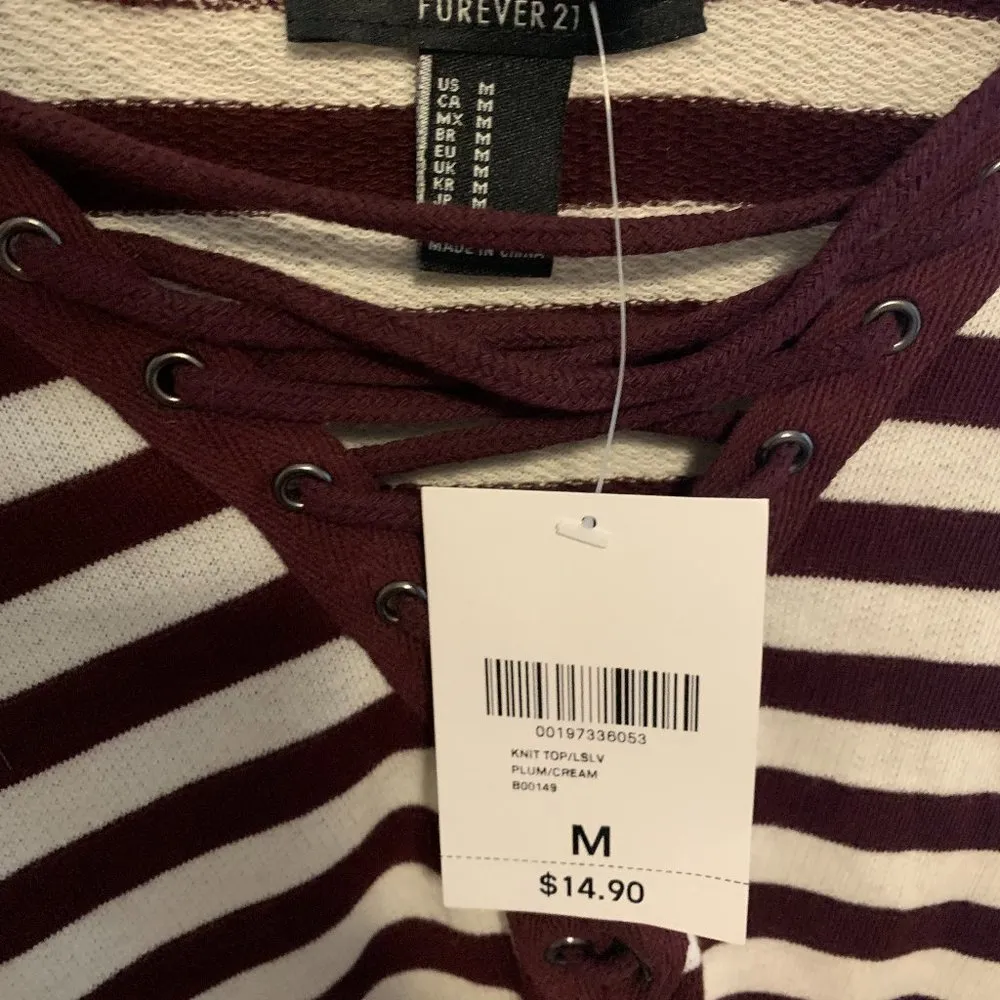 FOREVER 21
US M
CA M
MX M
BR M
EU M
UK M
KR M
JP M
MADE IN CHINA
00197336053
KNIT TOP/LSLV
PLUM/CREAM
B00149
M
$14.90